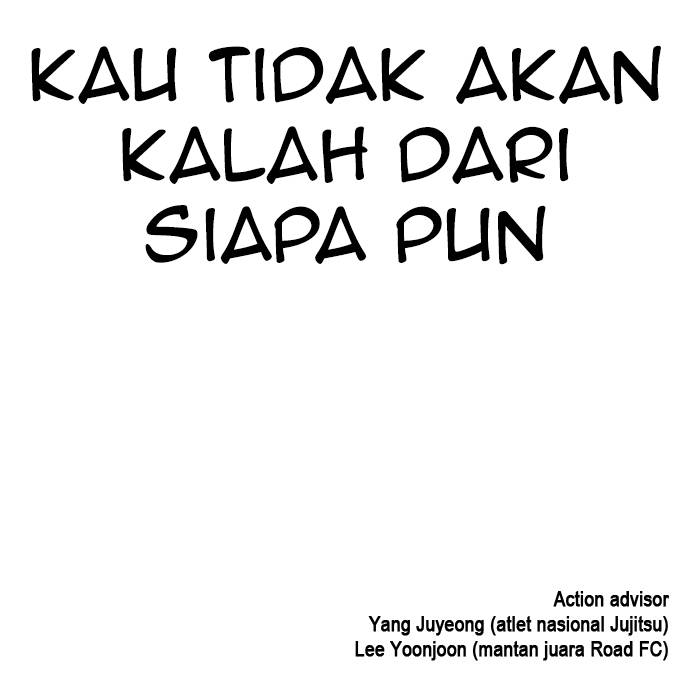 KAU TIDAK AKAN
KALAH DARI
SIAPA PUN
Action advisor
Yang Juyeong (atlet nasional Jujitsu)
Lee Yoonjoon (mantan juara Road FC)